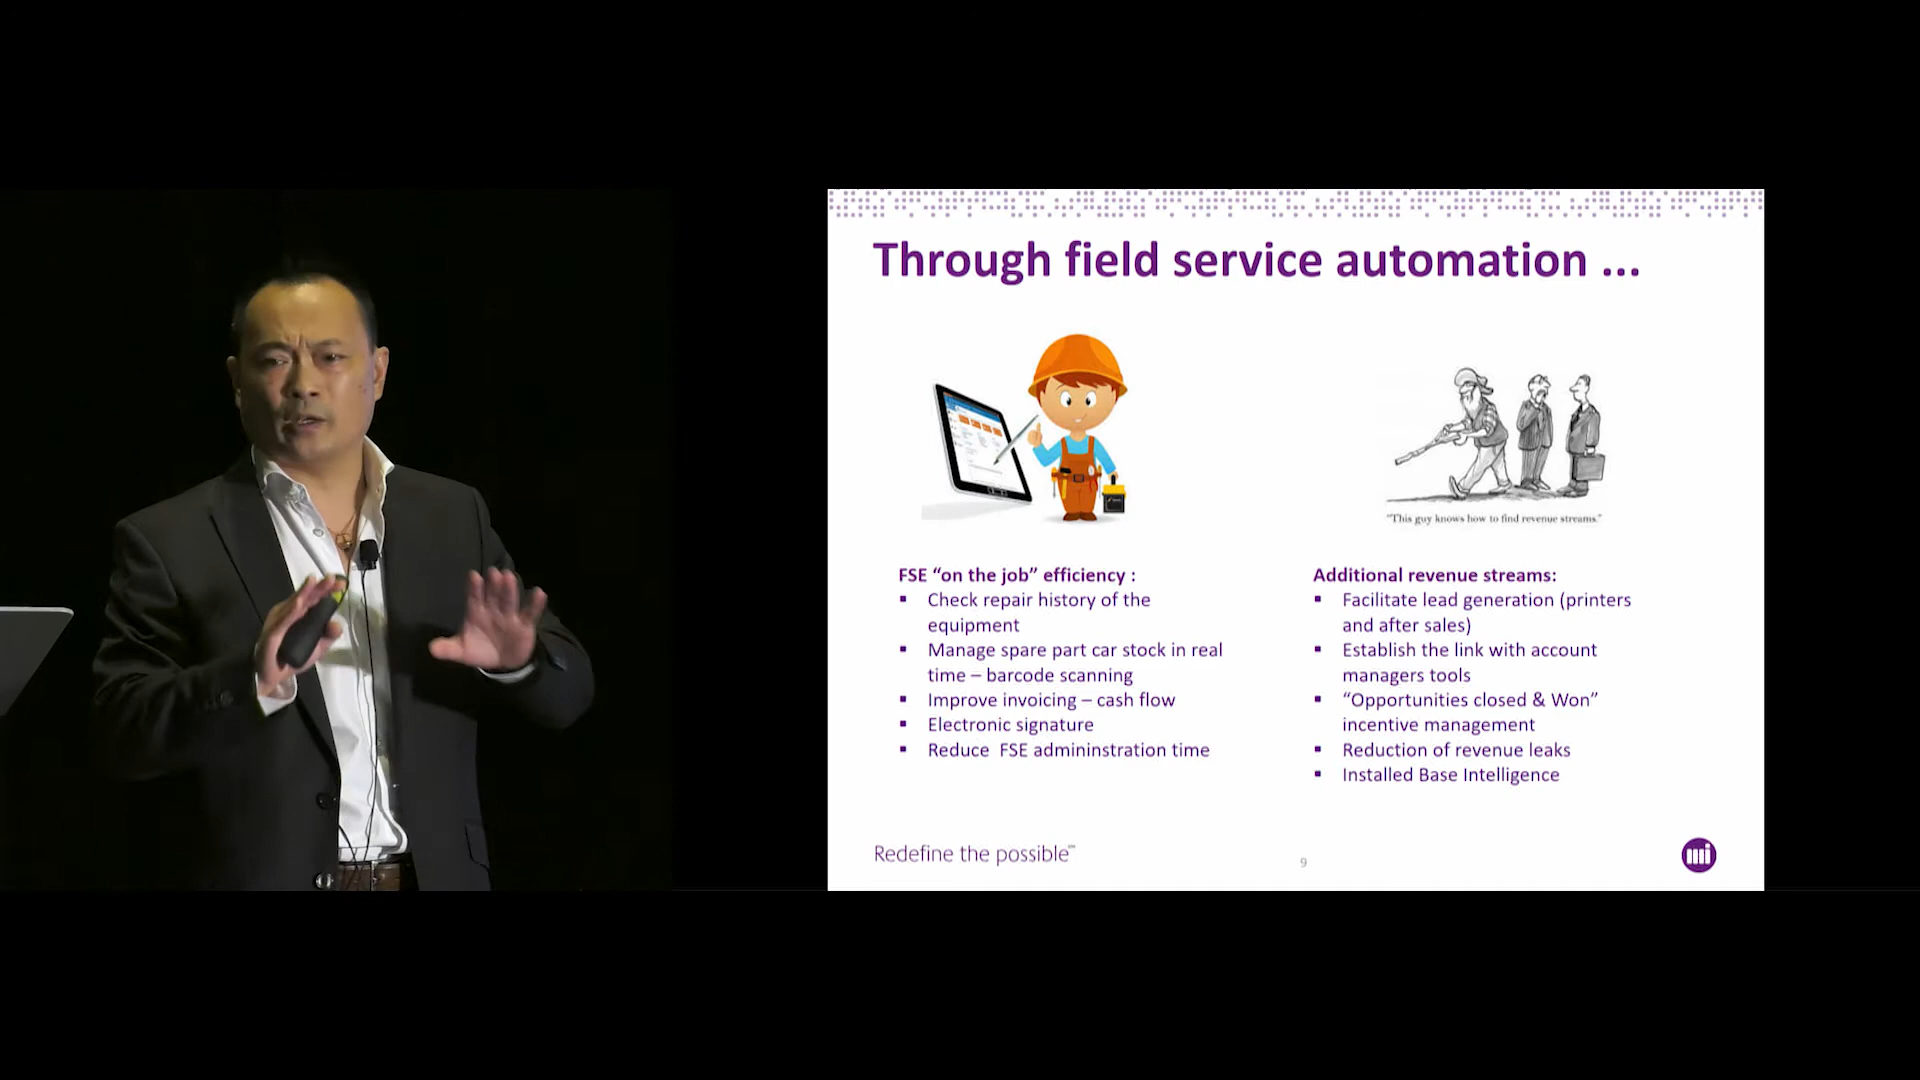 Through field service automation ...
"This guy knows how to find revenue streams."
FSE “on the job” efficiency :
▪ Check repair history of the
equipment
▪ Manage spare part car stock in real
time – barcode scanning
▪ Improve invoicing – cash flow
▪ Electronic signature
▪ Reduce FSE admininstration time
Additional revenue streams:
▪ Facilitate lead generation (printers
and after sales)
▪ Establish the link with account
managers tools
▪ “Opportunities closed & Won”
incentive management
▪ Reduction of revenue leaks
▪ Installed Base Intelligence
Redefine the possible℠
9